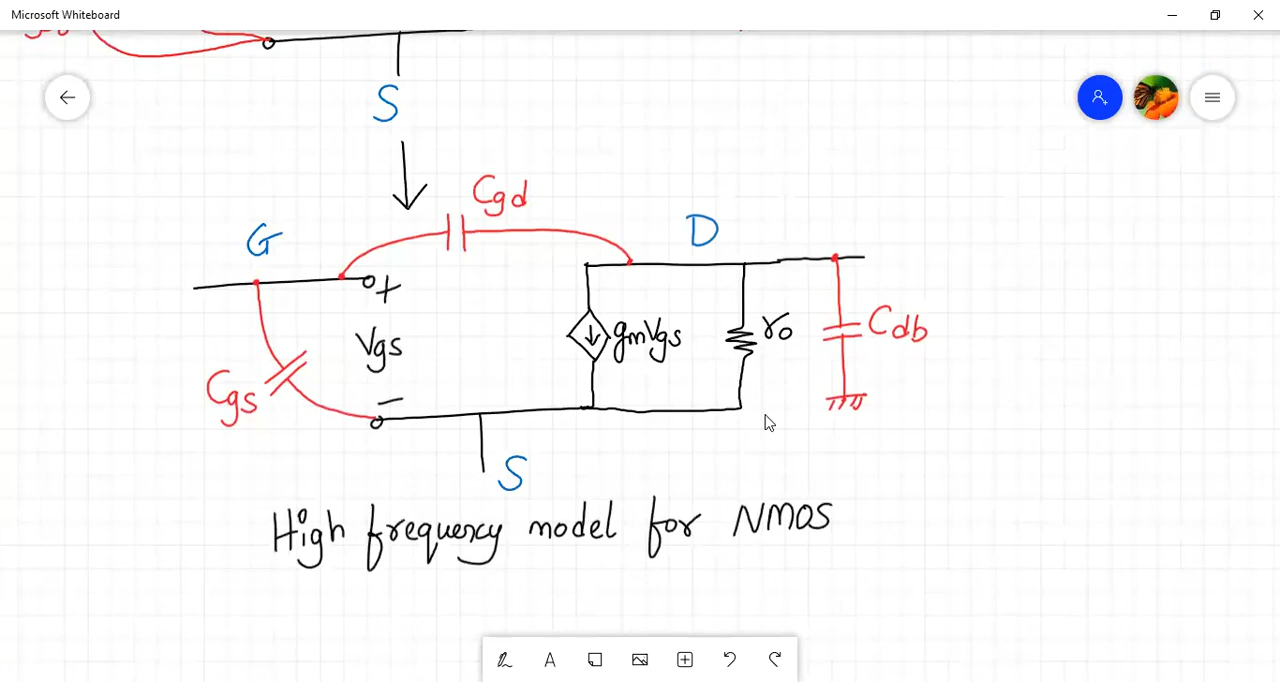 Microsoft Whiteboard
S
Cgd
G
D
+
Vgs
gmVgs
ro
Cdb
Cgs
–
S
High frequency model for NMOS
A